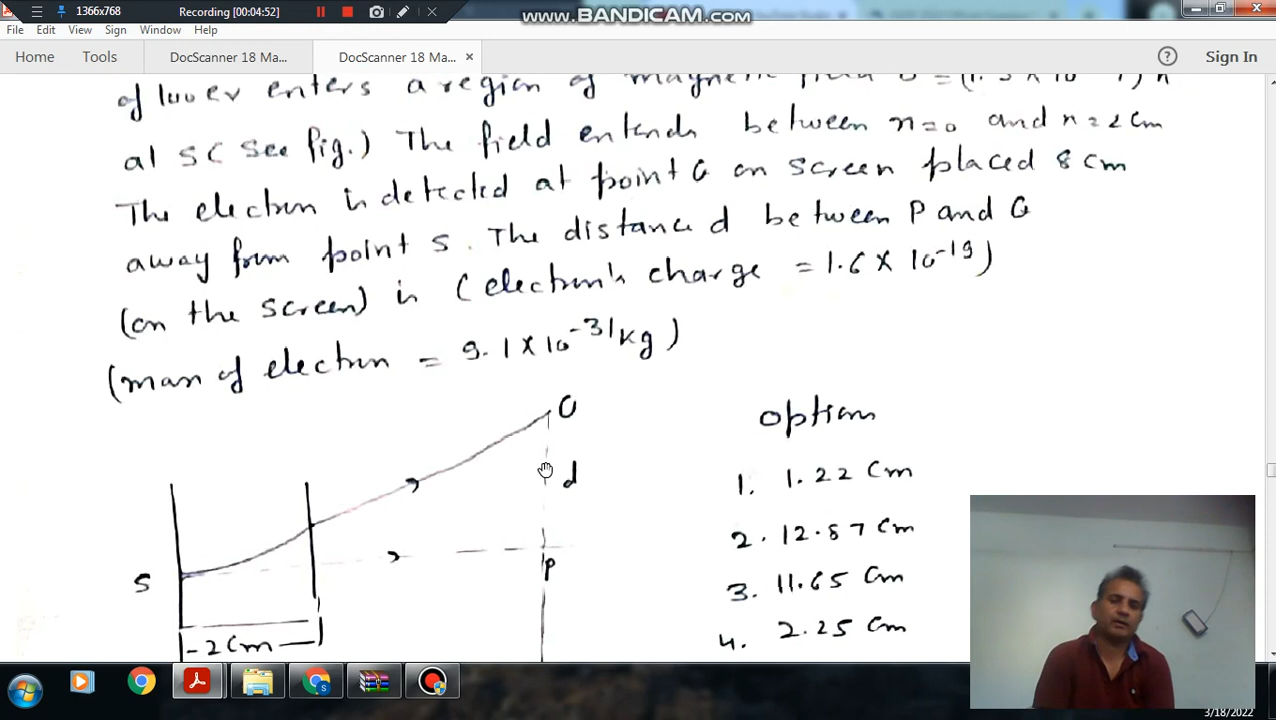 1366x768
Recording [00:04:52]
www.BANDICAM.com
File Edit View Sign Window Help
Home Tools DocScanner 18 Ma... DocScanner 18 Ma... × ? Sign In
of 100 eV enters a region of magnetic field
at S ( see fig. ) The field extends between x=0 and x=2 cm
The electron is detected at point Q on screen placed 8 cm
away from point S. The distance d between P and Q
(on the screen) is ( electron's charge = 1.6 × 10⁻¹⁹)
(mass of electron = 9.1 × 10⁻³¹ kg )
Q
option
d
1. 1.22 cm
2. 12.87 cm
P
S
3. 11.65 cm
4. 2.25 cm
-2 cm-
3/18/2022